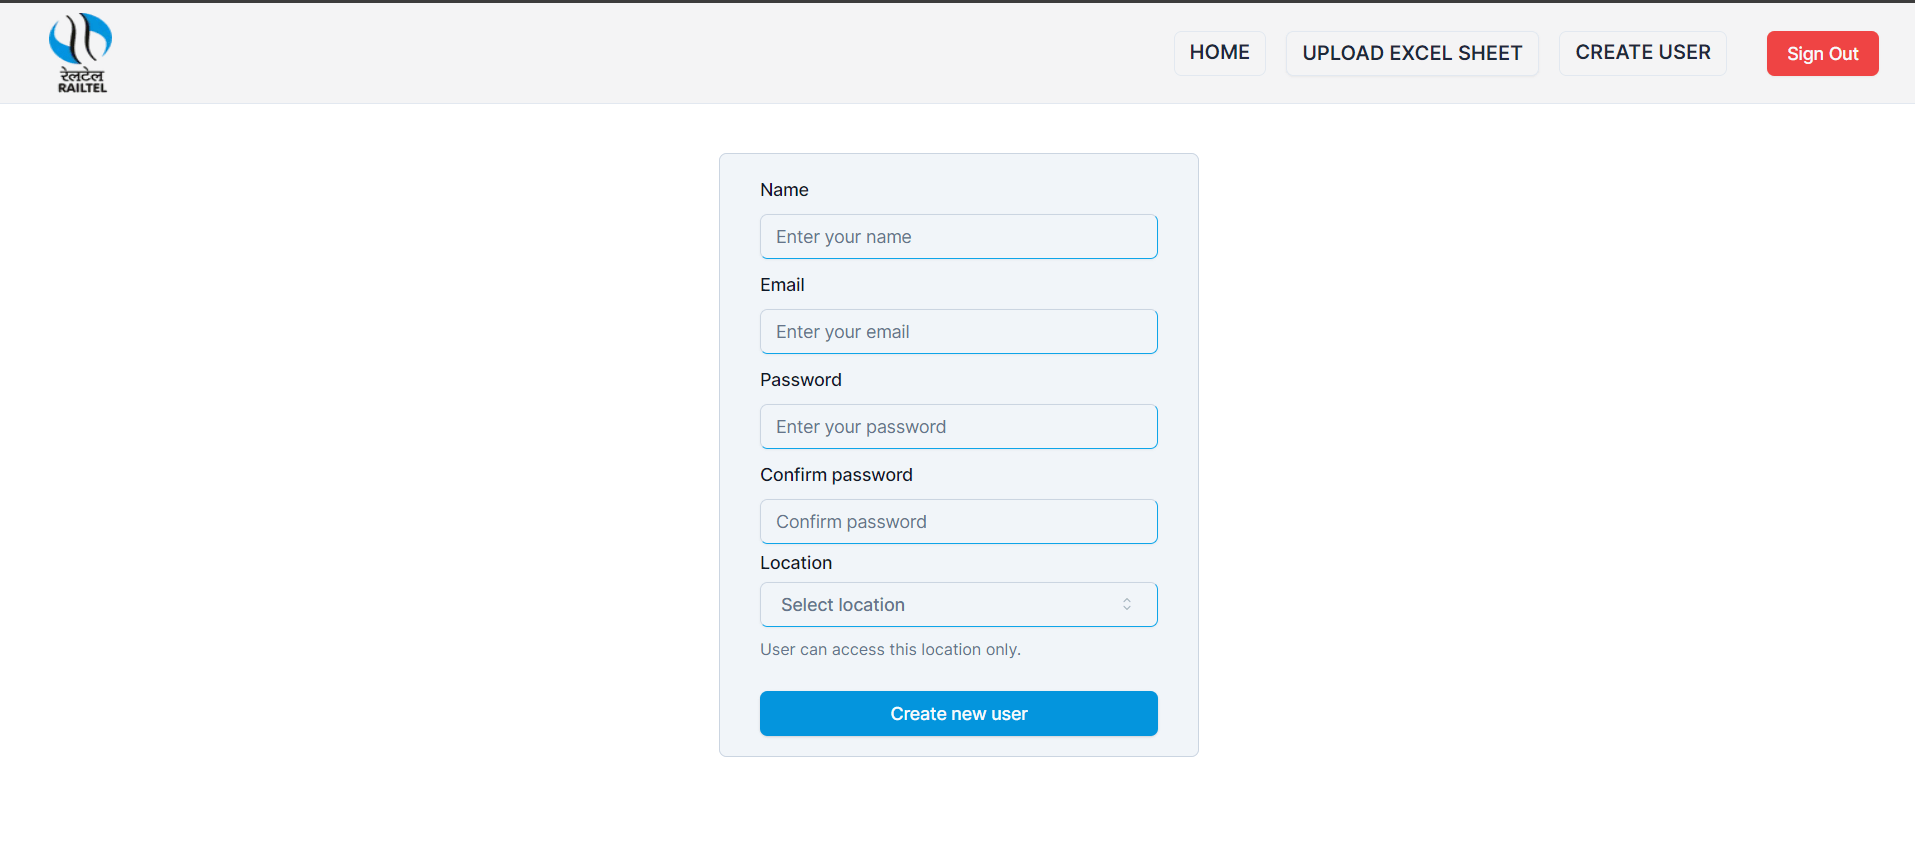 रेलटेल
RAILTEL
HOME
UPLOAD EXCEL SHEET
CREATE USER
Sign Out
Name
Enter your name
Email
Enter your email
Password
Enter your password
Confirm password
Confirm password
Location
Select location
User can access this location only.
Create new user